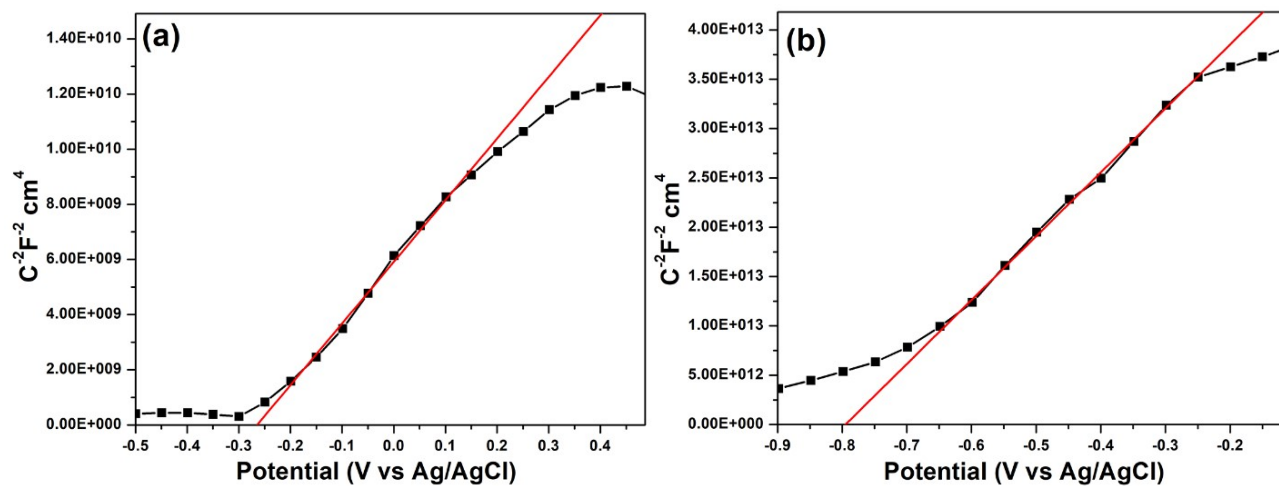 (a)
C-2F-2 cm4
1.40E+010
1.20E+010
1.00E+010
8.00E+009
6.00E+009
4.00E+009
2.00E+009
0.00E+000
-0.5 -0.4 -0.3 -0.2 -0.1 0.0 0.1 0.2 0.3 0.4
Potential (V vs Ag/AgCl)
(b)
C-2F-2 cm4
4.00E+013
3.50E+013
3.00E+013
2.50E+013
2.00E+013
1.50E+013
1.00E+013
5.00E+012
0.00E+000
-0.9 -0.8 -0.7 -0.6 -0.5 -0.4 -0.3 -0.2
Potential (V vs Ag/AgCl)